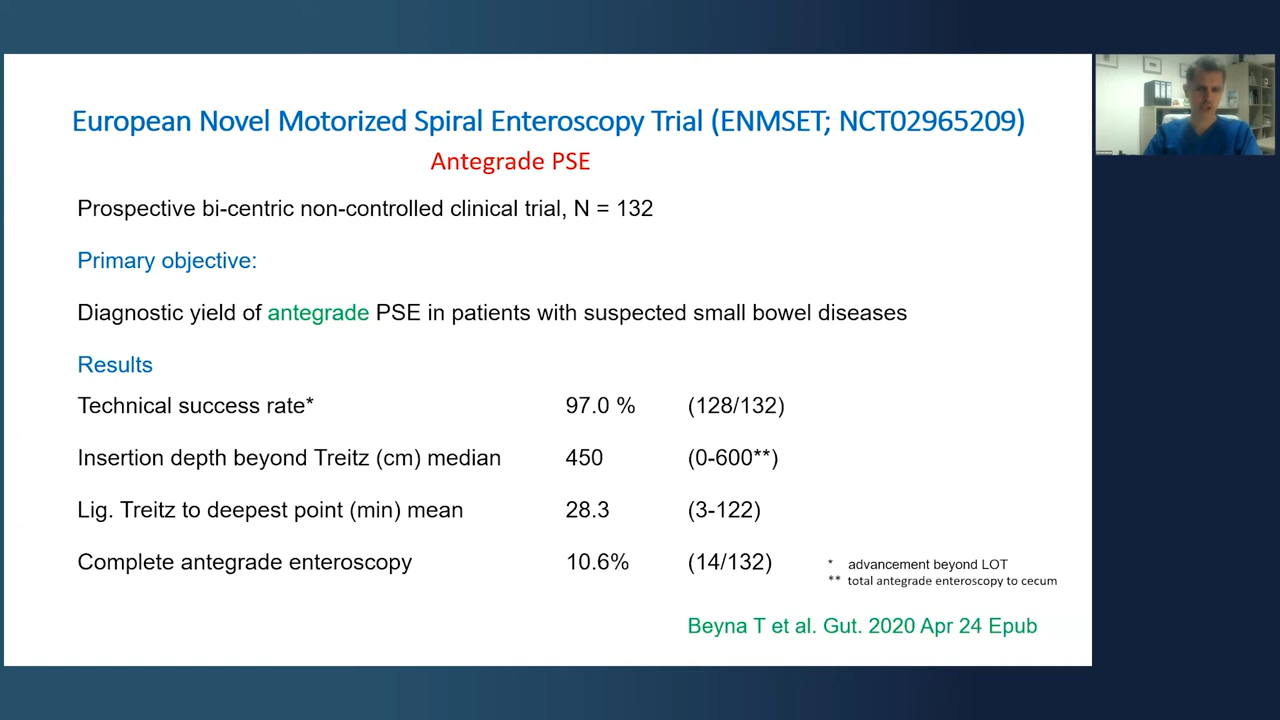 European Novel Motorized Spiral Enteroscopy Trial (ENMSET; NCT02965209)
Antegrade PSE
Prospective bi-centric non-controlled clinical trial, N = 132
Primary objective:
Diagnostic yield of antegrade PSE in patients with suspected small bowel diseases
Results
Technical success rate* 97.0 % (128/132)
Insertion depth beyond Treitz (cm) median 450 (0-600**)
Lig. Treitz to deepest point (min) mean 28.3 (3-122)
Complete antegrade enteroscopy 10.6% (14/132)
* advancement beyond LOT
** total antegrade enteroscopy to cecum
Beyna T et al. Gut. 2020 Apr 24 Epub